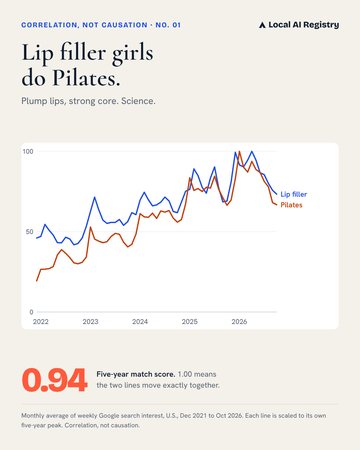 CORRELATION, NOT CAUSATION · NO. 01
Local AI Registry
Lip filler girls
do Pilates.
Plump lips, strong core. Science.
100
50
0
Lip filler
Pilates
2022 2023 2024 2025 2026
0.94
Five-year match score. 1.00 means
the two lines move exactly together.
Monthly average of weekly Google search interest, U.S., Dec 2021 to Oct 2026. Each line is scaled to its own
five-year peak. Correlation, not causation.